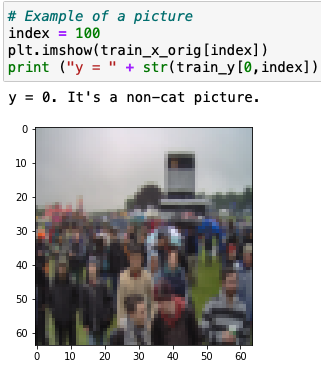 # Example of a picture
index = 100
plt.imshow(train_x_orig[index])
print ("y = " + str(train_y[0,index])
y = 0. It's a non-cat picture.
0
10
20
30
40
50
60
0 10 20 30 40 50 60